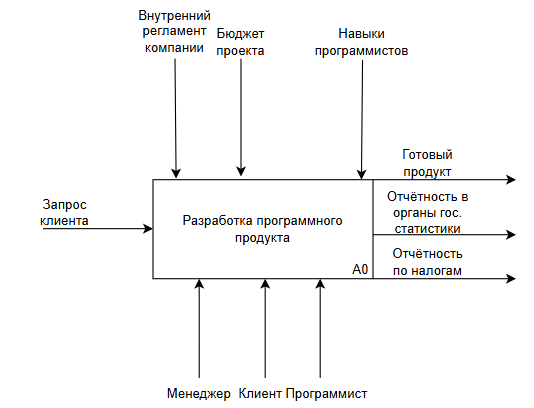 Внутренний
регламент
компании
Бюджет
проекта
Навыки
программистов
Готовый
продукт
Запрос
клиента
Отчётность в
органы гос.
статистики
Разработка программного
продукта
Отчётность
по налогам
A0
Менеджер
Клиент
Программист